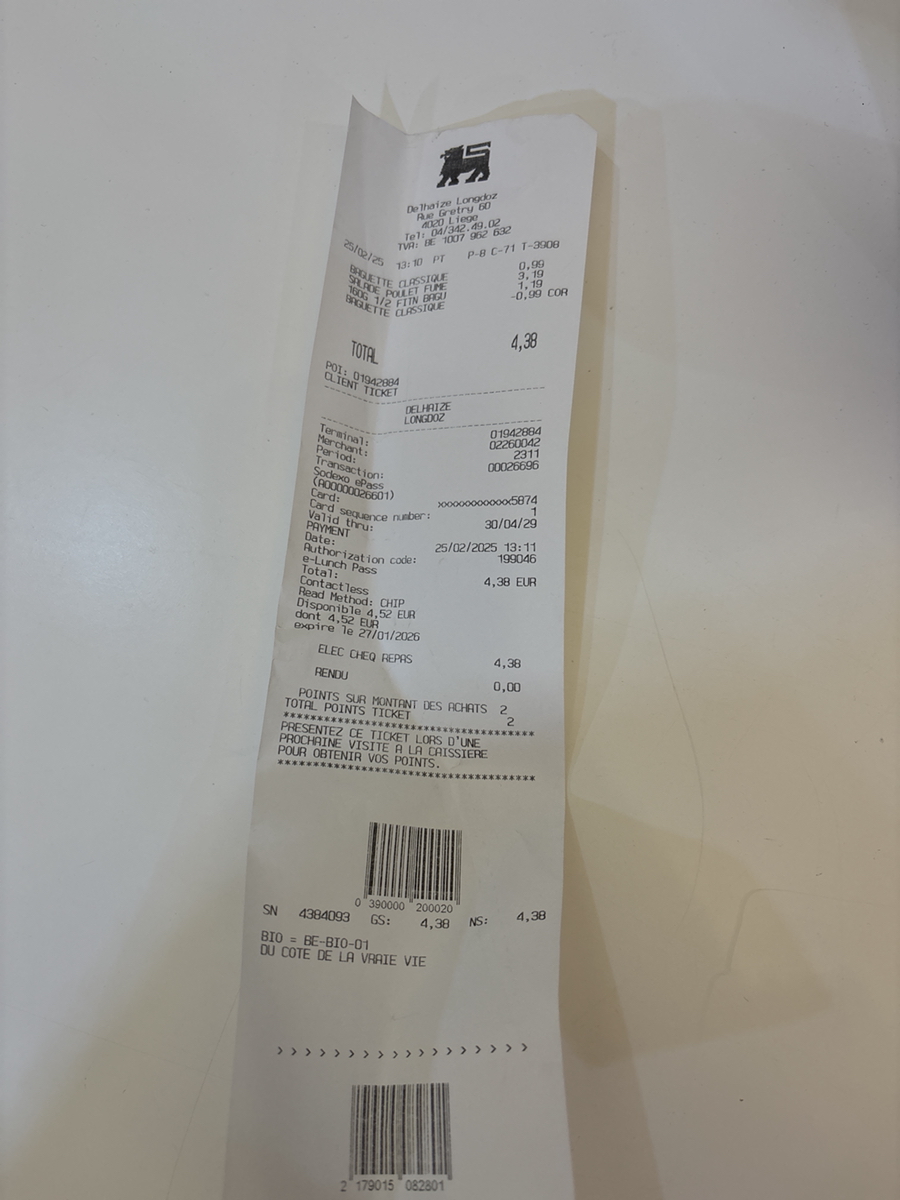 Delhaize Longdoz
Rue Gretry 60
4020 Liege
Tel: 04/342.49.02
TVA: BE 1007 962 632
25/02/25 13:10 PT P-8 C-71 T-3908
BAGUETTE CLASSIQUE 0,99
SALADE POULET FUME 3,19
160G 1/2 FITN BAGU 1,19
BAGUETTE CLASSIQUE -0,99 COR
TOTAL 4,38
POI: 01942884
CLIENT TICKET
DELHAIZE
LONGDOZ
Terminal: 01942884
Merchant: 02260042
Period: 2311
Transaction: 00026696
Sodexo ePass
(A00000026601)
Card: xxxxxxxxxxxx5874
Card sequence number: 1
Valid thru: 30/04/29
PAYMENT
Date: 25/02/2025 13:11
Authorization code: 199046
e-Lunch Pass
Total: 4,38 EUR
Contactless
Read Method: CHIP
Disponible 4,52 EUR
dont 4,52 EUR
expire le 27/01/2026
ELEC CHEQ REPAS 4,38
RENDU 0,00
POINTS SUR MONTANT DES ACHATS 2
TOTAL POINTS TICKET 2
************************************
PRESENTEZ CE TICKET LORS D'UNE
PROCHAINE VISITE A LA CAISSIERE
POUR OBTENIR VOS POINTS.
************************************
0 390000 200020
SN 4384093 GS: 4,38 NS: 4,38
BIO = BE-BIO-01
DU COTE DE LA VRAIE VIE
› › › › › › › › › › › › › › › › › ›
2 179015 082801